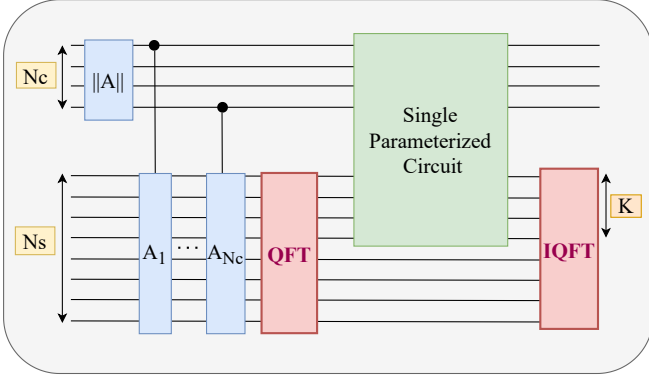 Nc
||A||
Single
Parameterized
Circuit
K
Ns
A1 ··· ANc
QFT
IQFT